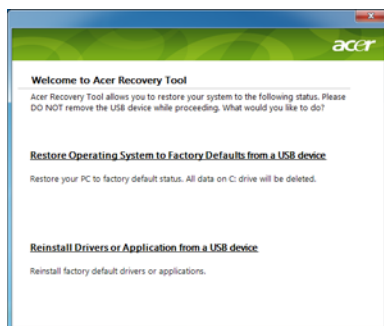 acer
Welcome to Acer Recovery Tool
Acer Recovery Tool allows you to restore your system to the following status. Please
DO NOT remove the USB device while proceeding. What would you like to do?
Restore Operating System to Factory Defaults from a USB device
Restore your PC to factory default status. All data on C: drive will be deleted.
Reinstall Drivers or Application from a USB device
Reinstall factory default drivers or applications.